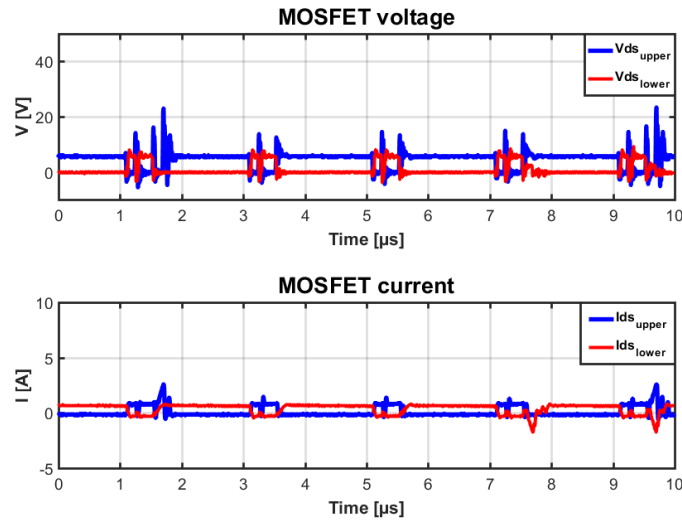 MOSFET voltage
V [V]
40
20
0
Vds_upper
Vds_lower
0 1 2 3 4 5 6 7 8 9 10
Time [µs]
MOSFET current
I [A]
10
5
0
-5
Ids_upper
Ids_lower
0 1 2 3 4 5 6 7 8 9 10
Time [µs]